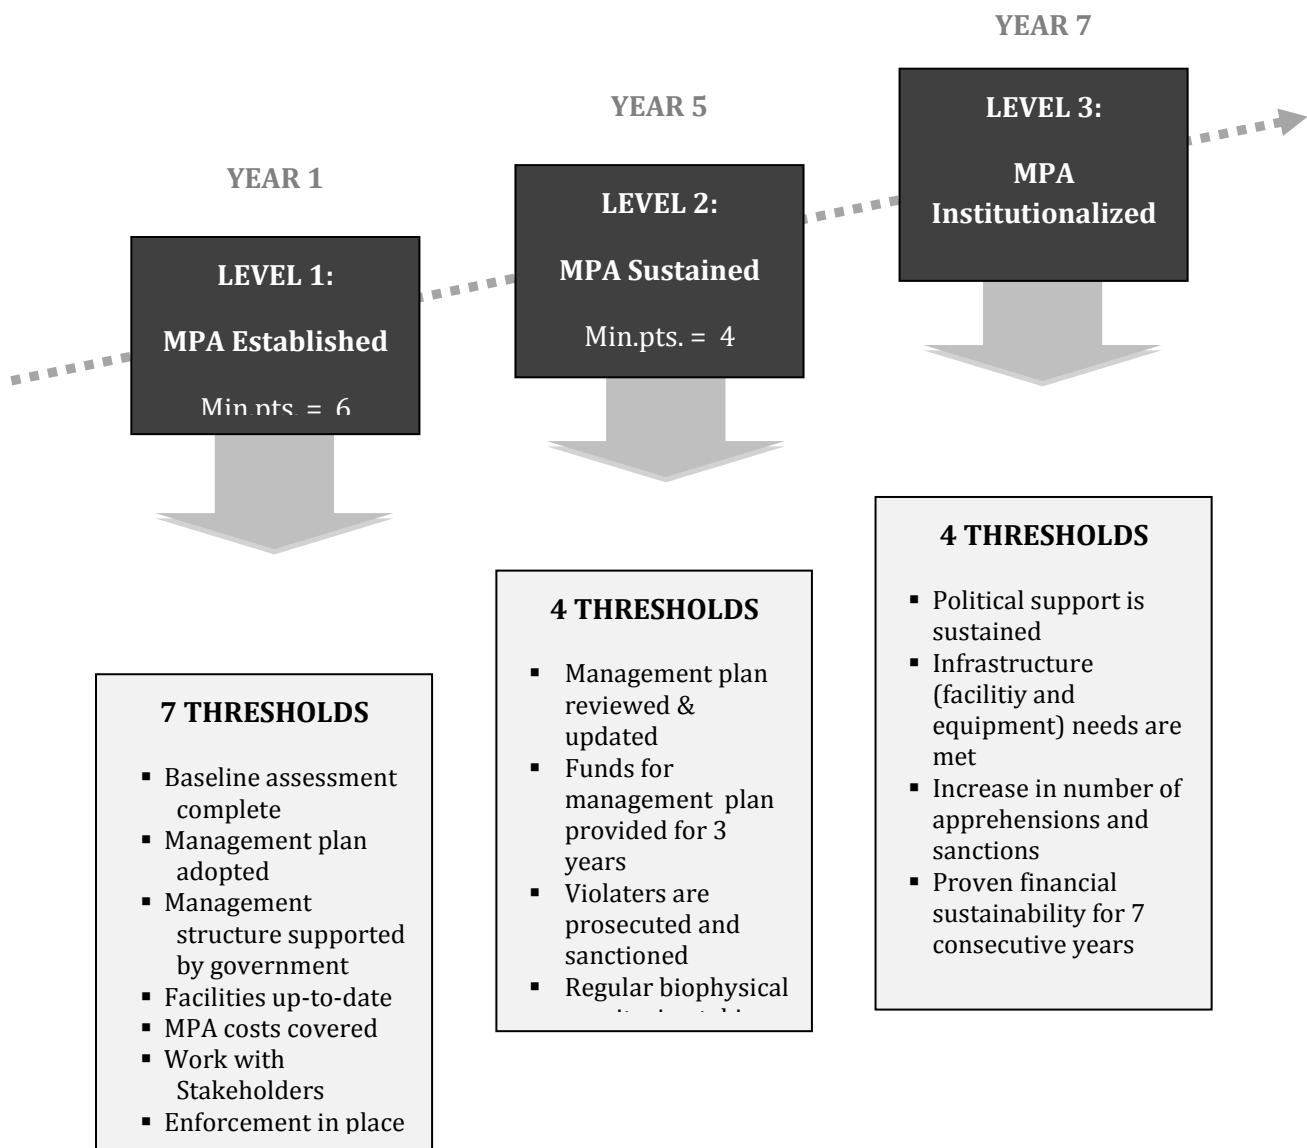 YEAR 1
LEVEL 1:
MPA Established
Min.pts. = 6
7 THRESHOLDS
▪ Baseline assessment
complete
▪ Management plan
adopted
▪ Management
structure supported
by government
▪ Facilities up-to-date
▪ MPA costs covered
▪ Work with
Stakeholders
▪ Enforcement in place
YEAR 5
LEVEL 2:
MPA Sustained
Min.pts. = 4
4 THRESHOLDS
▪ Management plan
reviewed &
updated
▪ Funds for
management plan
provided for 3
years
▪ Violaters are
prosecuted and
sanctioned
▪ Regular biophysical
YEAR 7
LEVEL 3:
MPA
Institutionalized
4 THRESHOLDS
▪ Political support is
sustained
▪ Infrastructure
(facilitiy and
equipment) needs are
met
▪ Increase in number of
apprehensions and
sanctions
▪ Proven financial
sustainability for 7
consecutive years